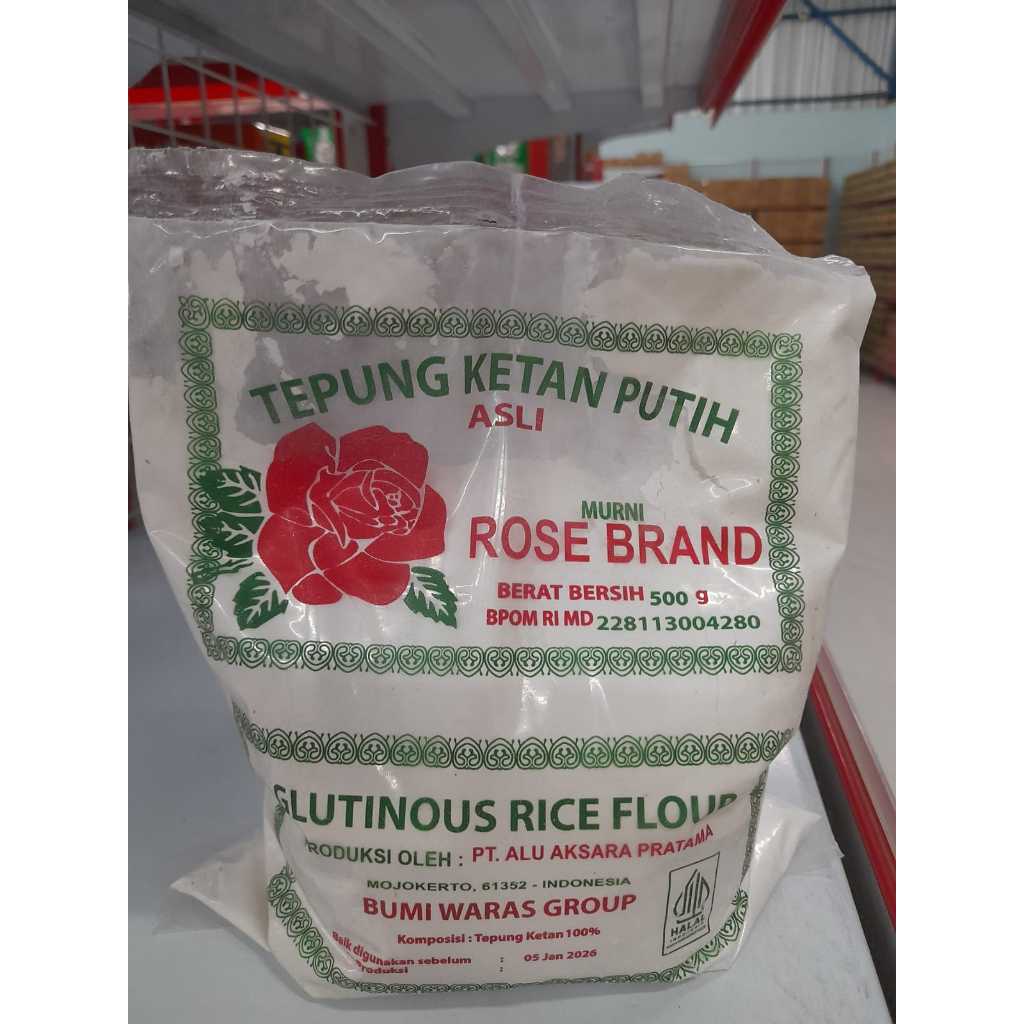 TEPUNG KETAN PUTIH
ASLI
MURNI
ROSE BRAND
BERAT BERSIH 500 g
BPOM RI MD 228113004280
GLUTINOUS RICE FLOUR
PRODUKSI OLEH : PT. ALU AKSARA PRATAMA
MOJOKERTO, 61352 - INDONESIA
BUMI WARAS GROUP
Komposisi : Tepung Ketan 100%
HALAL
INDONESIA
Baik digunakan sebelum : 05 Jan 2026
Produksi :